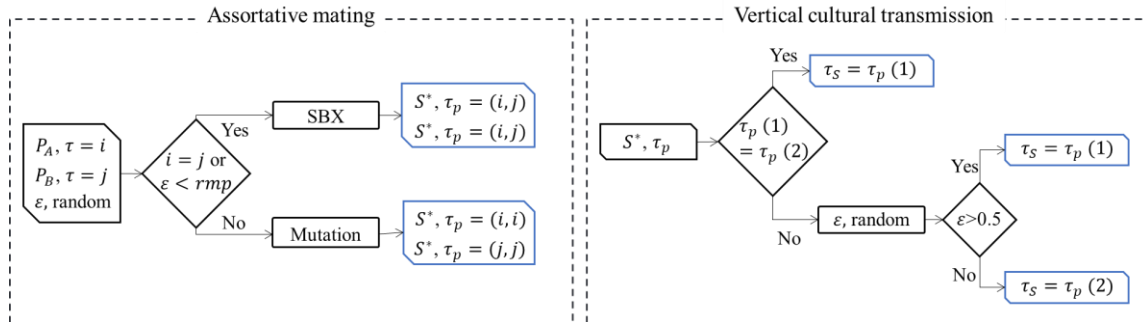 Assortative mating
P_A, τ = i
P_B, τ = j
ε, random
i = j or
ε < rmp
Yes
SBX
S*, τ_p = (i, j)
S*, τ_p = (i, j)
No
Mutation
S*, τ_p = (i, i)
S*, τ_p = (j, j)
Vertical cultural transmission
S*, τ_p
τ_p (1)
= τ_p (2)
Yes
τ_S = τ_p (1)
No
ε, random
ε>0.5
Yes
τ_S = τ_p (1)
No
τ_S = τ_p (2)